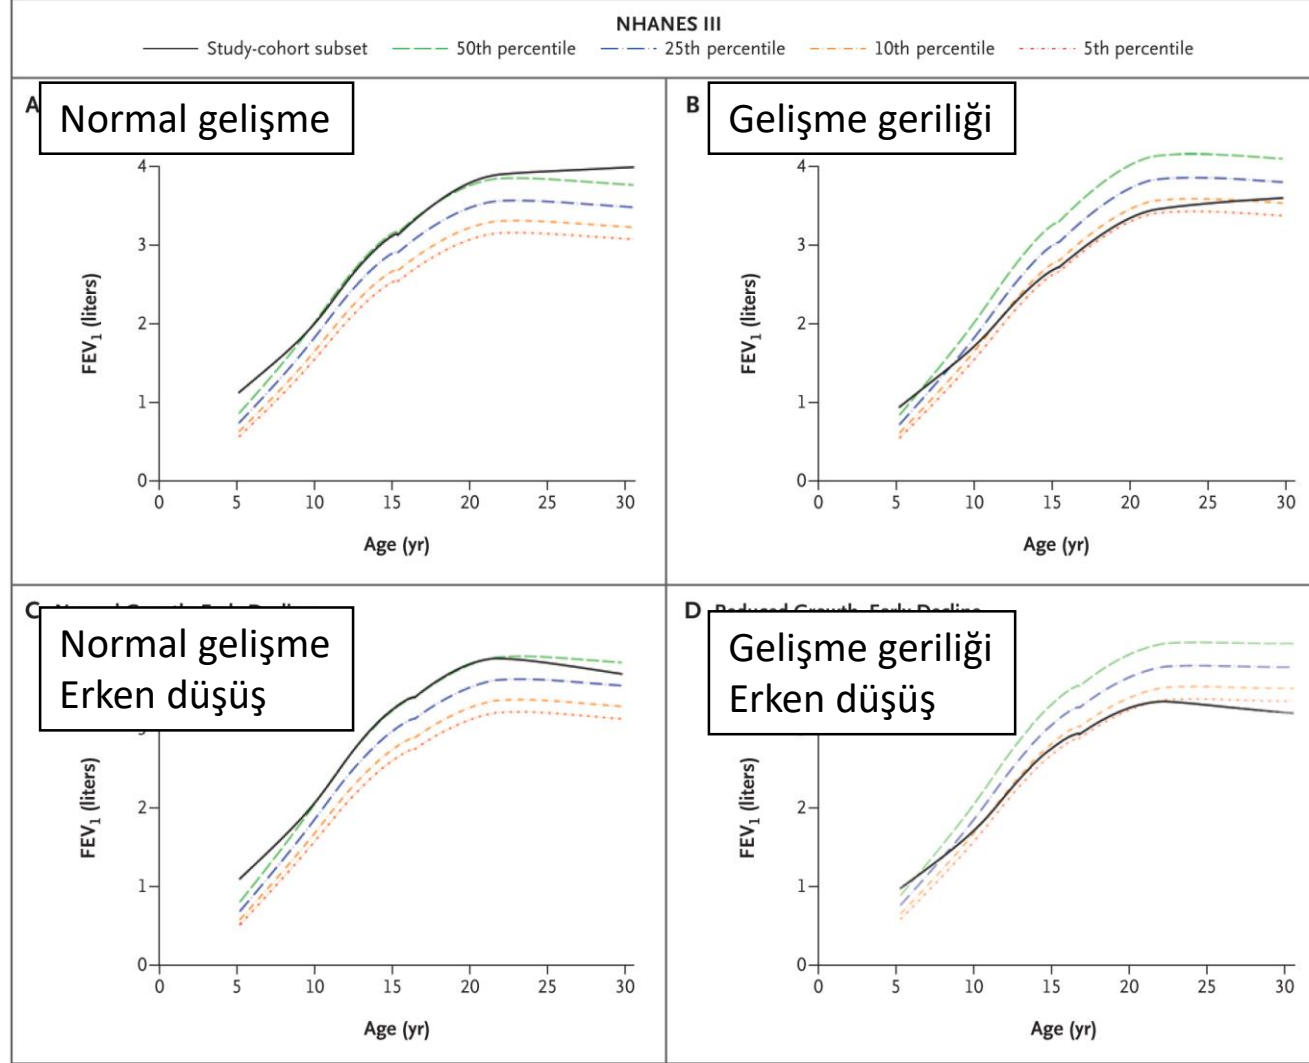 NHANES III
Study-cohort subset 50th percentile 25th percentile 10th percentile 5th percentile
A
Normal gelişme
FEV1 (liters)
4
3
2
1
0
0 5 10 15 20 25 30
Age (yr)
B
Gelişme geriliği
FEV1 (liters)
4
3
2
1
0
0 5 10 15 20 25 30
Age (yr)
C
Normal gelişme
Erken düşüş
FEV1 (liters)
2
1
0
0 5 10 15 20 25 30
Age (yr)
D Reduced Growth, Early Decline
Gelişme geriliği
Erken düşüş
FEV1 (liters)
2
1
0
0 5 10 15 20 25 30
Age (yr)